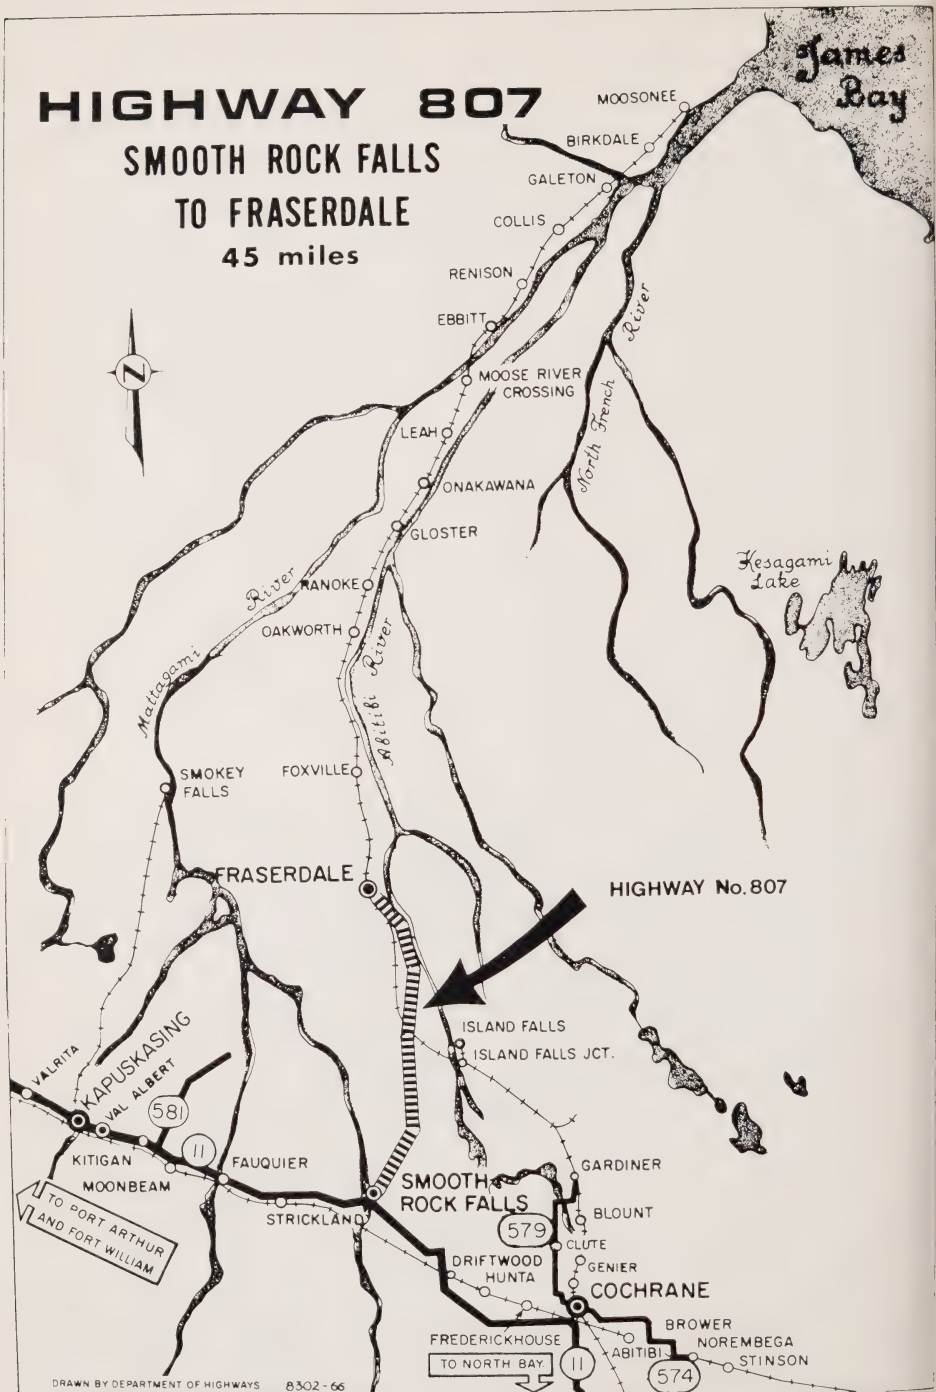 James
Bay
HIGHWAY 807
SMOOTH ROCK FALLS
TO FRASERDALE
45 miles
MOOSONEE
BIRKDALE
GALETON
COLLIS
RENISON
EBBITT
River
N
MOOSE RIVER
CROSSING
North French
LEAH
ONAKAWANA
GLOSTER
Kesagami
Lake
RANOKE
River
OAKWORTH
Mattagami
Abitibi River
SMOKEY
FALLS
FOXVILLE
FRASERDALE
HIGHWAY No. 807
ISLAND FALLS
ISLAND FALLS JCT.
VALRITA
KAPUSKASING
VAL ALBERT
581
11
KITIGAN
MOONBEAM
FAUQUIER
STRICKLAND
SMOOTH
ROCK FALLS
GARDINER
BLOUNT
579
CLUTE
GENIER
TO PORT ARTHUR
AND FORT WILLIAM
DRIFTWOOD
HUNTA
COCHRANE
FREDERICKHOUSE
BROWER
ABITIBI
NOREMBEGA
STINSON
TO NORTH BAY.
11
574
DRAWN BY DEPARTMENT OF HIGHWAYS 8302-66